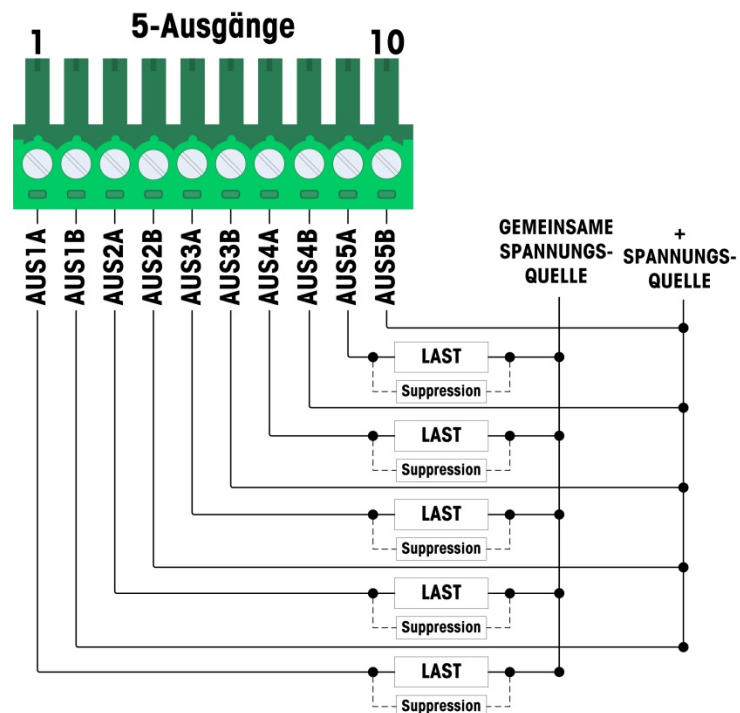 5-Ausgänge
1 10
AUS1A
AUS1B
AUS2A
AUS2B
AUS3A
AUS3B
AUS4A
AUS4B
AUS5A
AUS5B
GEMEINSAME
SPANNUNGS-
QUELLE
+
SPANNUNGS-
QUELLE
LAST
Suppression
LAST
Suppression
LAST
Suppression
LAST
Suppression
LAST
Suppression